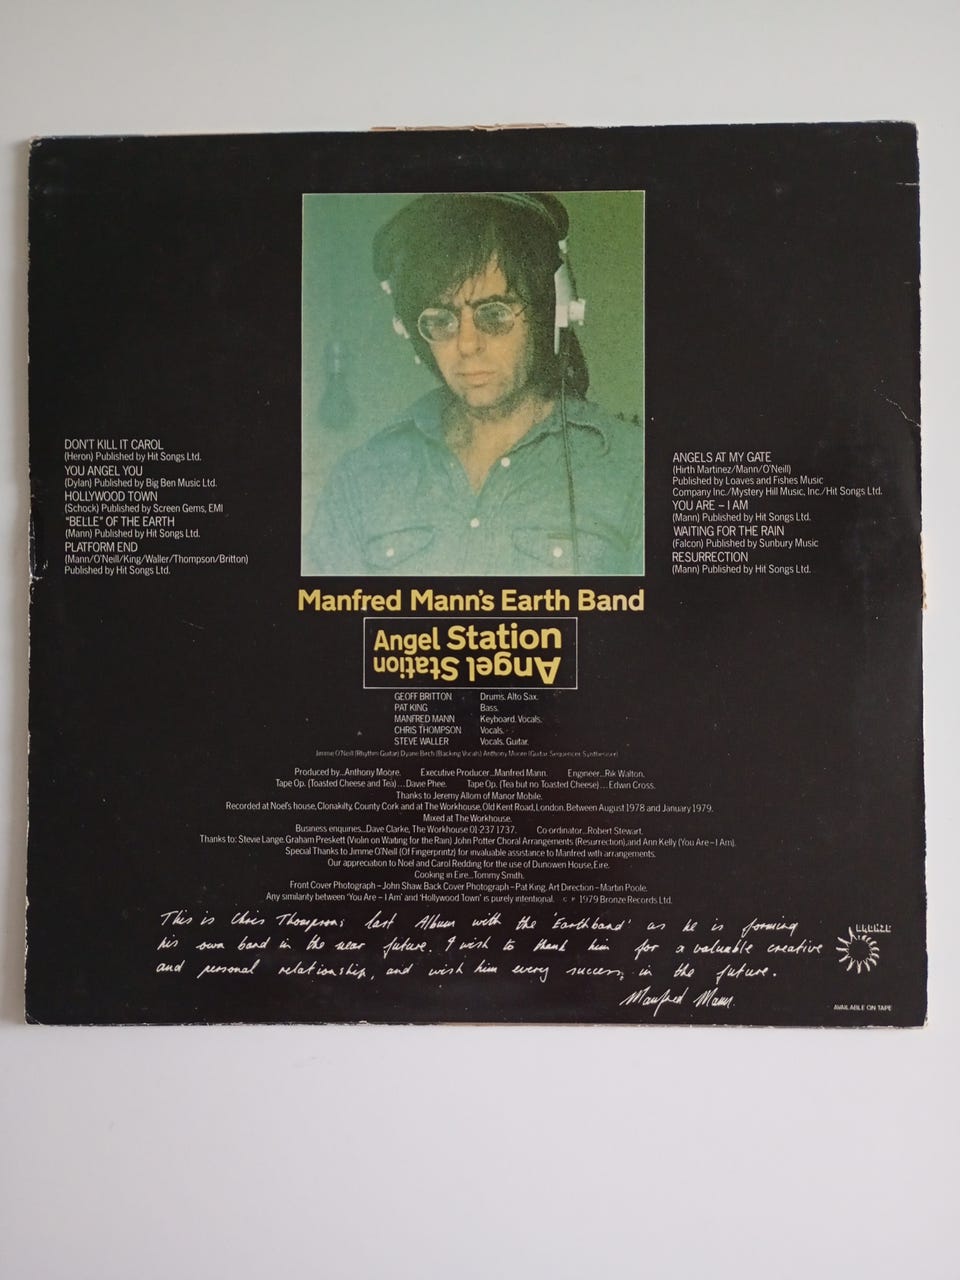 DON'T KILL IT CAROL
(Heron) Published by Hit Songs Ltd.
YOU ANGEL YOU
(Dylan) Published by Big Ben Music Ltd.
HOLLYWOOD TOWN
(Schock) Published by Screen Gems, EMI
"BELLE" OF THE EARTH
(Mann) Published by Hit Songs Ltd.
PLATFORM END
(Mann/O'Neill/King/Waller/Thompson/Britton)
Published by Hit Songs Ltd.
ANGELS AT MY GATE
(Hirth Martinez/Mann/O'Neill)
Published by Loaves and Fishes Music
Company Inc./Mystery Hill Music, Inc./Hit Songs Ltd.
YOU ARE – I AM
(Mann) Published by Hit Songs Ltd.
WAITING FOR THE RAIN
(Falcon) Published by Sunbury Music
RESURRECTION
(Mann) Published by Hit Songs Ltd.
Manfred Mann's Earth Band
Angel Station
Angel Station
GEOFF BRITTON Drums, Alto Sax.
PAT KING Bass.
MANFRED MANN Keyboard, Vocals.
CHRIS THOMPSON Vocals.
STEVE WALLER Vocals, Guitar.
Jimme O'Neill (Rhythm Guitar) Dyane Birch (Backing Vocals) Anthony Moore (Guitar Sequencer Synthesiser)
Produced by...Anthony Moore. Executive Producer...Manfred Mann. Engineer...Rik Walton.
Tape Op. (Toasted Cheese and Tea)...Davie Phee. Tape Op. (Tea but no Toasted Cheese)...Edwin Cross.
Thanks to Jeremy Allom of Manor Mobile.
Recorded at Noel's house, Clonakilty, County Cork and at The Workhouse, Old Kent Road, London. Between August 1978 and January 1979.
Mixed at The Workhouse.
Business enquires...Dave Clarke, The Workhouse 01-237 1737. Co-ordinator...Robert Stewart.
Thanks to: Stevie Lange, Graham Preskett (Violin on Waiting for the Rain) John Potter Choral Arrangements (Resurrection), and Ann Kelly (You Are – I Am).
Special Thanks to Jimme O'Neill (Of Fingerprintz) for invaluable assistance to Manfred with arrangements.
Our appreciation to Noel and Carol Redding for the use of Dunowen House, Eire.
Cooking in Eire...Tommy Smith.
Front Cover Photograph – John Shaw. Back Cover Photograph – Pat King. Art Direction – Martin Poole.
Any similarity between 'You Are – I Am' and 'Hollywood Town' is purely intentional. © ℗ 1979 Bronze Records Ltd.
This is Chris Thompsons last Album with the 'Earthband' as he is forming
his own band in the near future. I wish to thank him for a valuable creative
and personal relationship, and wish him every success, in the future.
Manfred Mann.
BRONZE
AVAILABLE ON TAPE